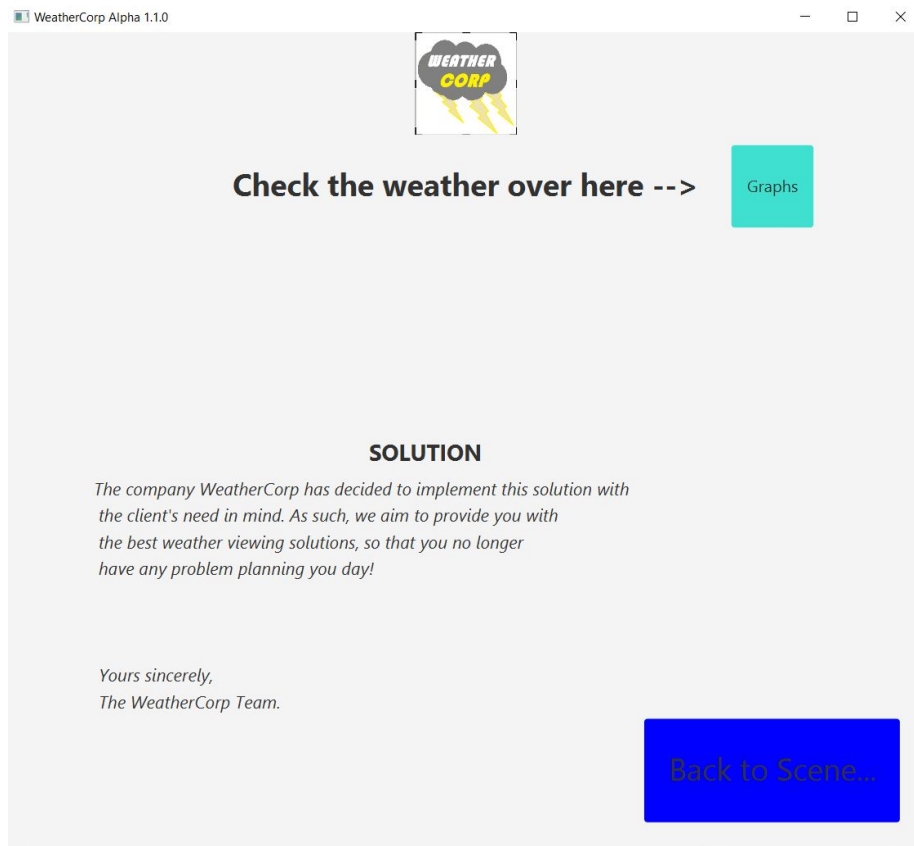 WeatherCorp Alpha 1.1.0
WEATHER
CORP
Check the weather over here -->
Graphs
SOLUTION
The company WeatherCorp has decided to implement this solution with
the client's need in mind. As such, we aim to provide you with
the best weather viewing solutions, so that you no longer
have any problem planning you day!
Yours sincerely,
The WeatherCorp Team.
Back to Scene...